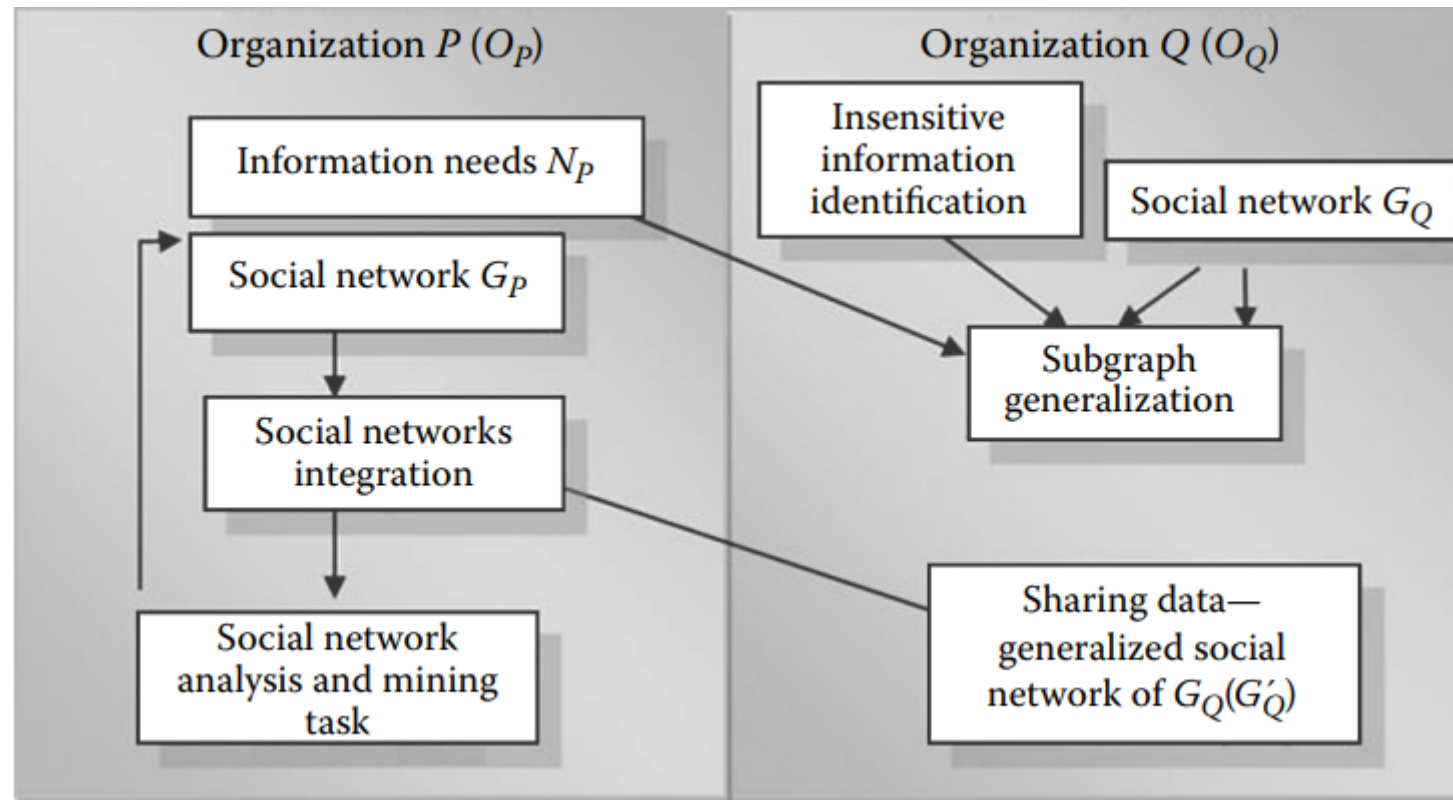 Organization P (O_P)
Information needs N_P
Social network G_P
Social networks
integration
Social network
analysis and mining
task
Organization Q (O_Q)
Insensitive
information
identification
Social network G_Q
Subgraph
generalization
Sharing data—
generalized social
network of G_Q(G′_Q)